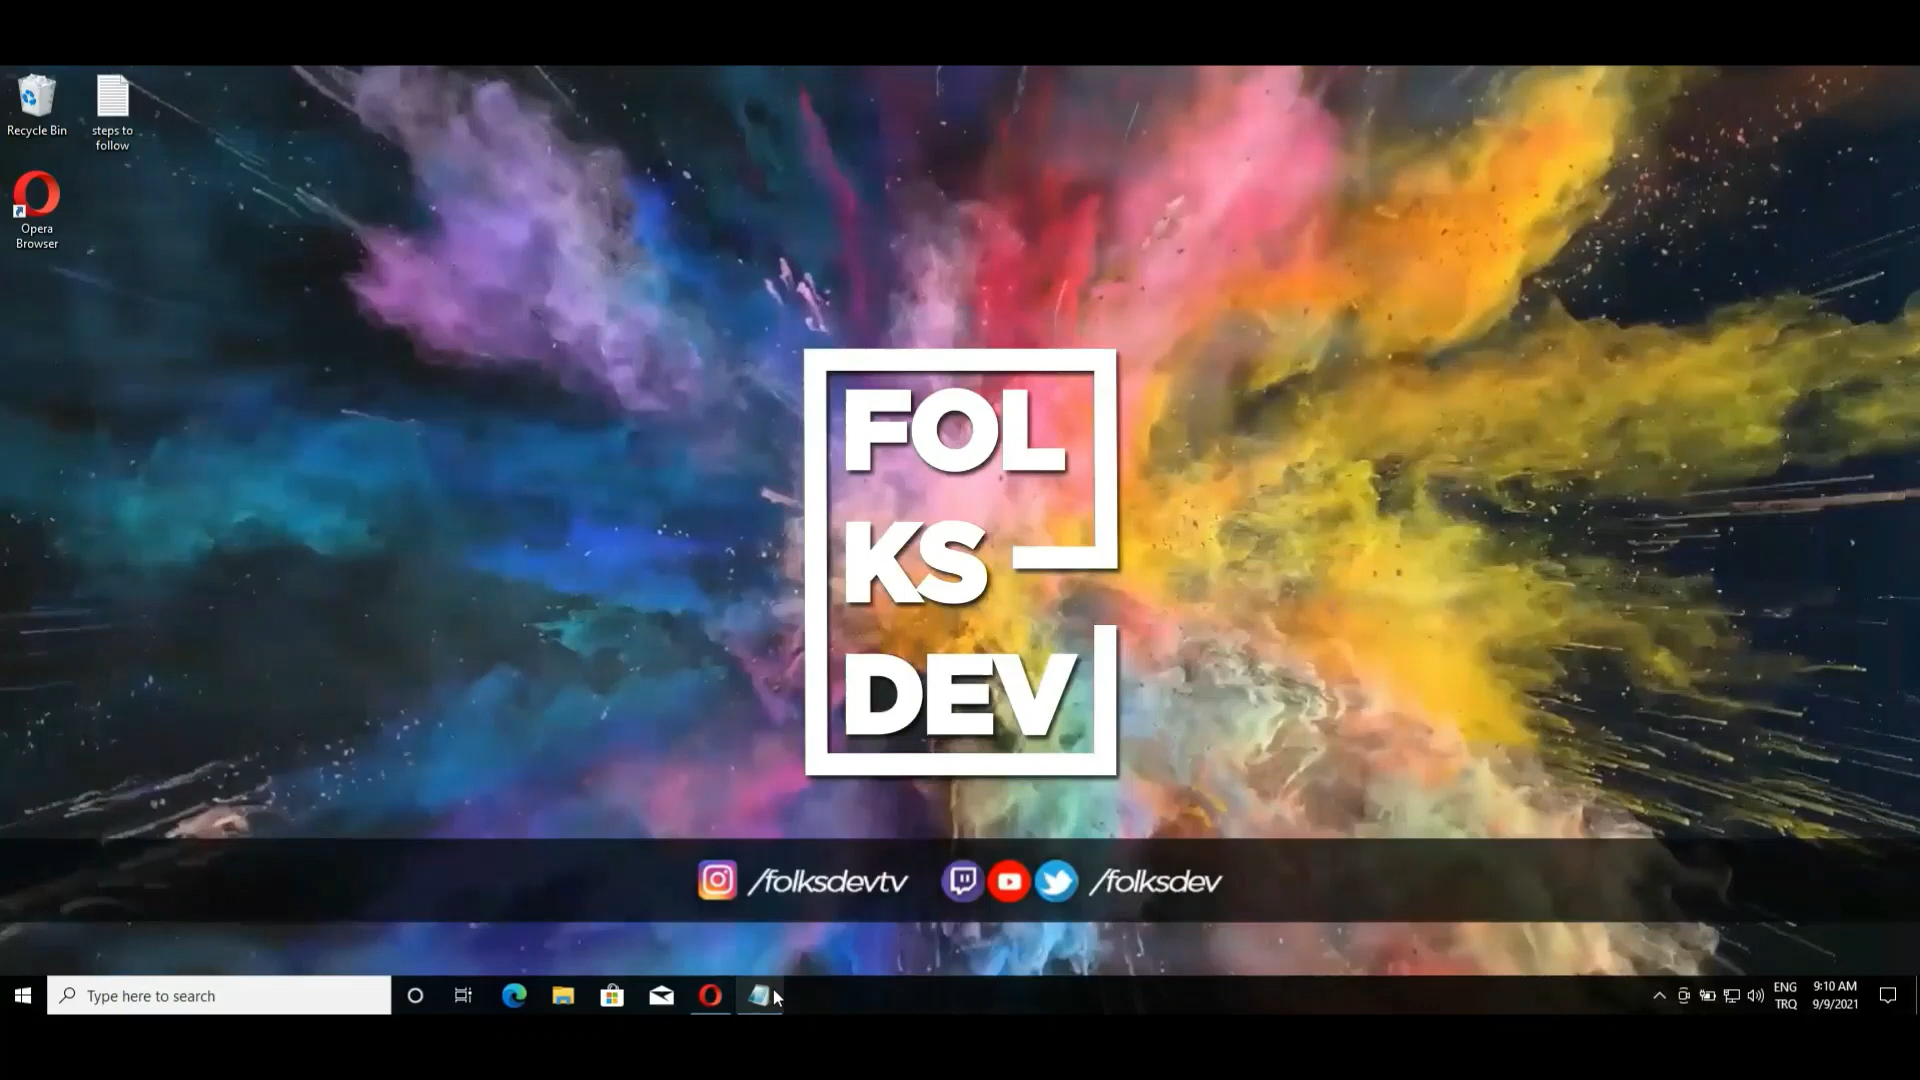 Recycle Bin
steps to
follow
Opera
Browser
FOL
KS
DEV
/folksdevtv
/folksdev
Type here to search
ENG
TRQ
9:10 AM
9/9/2021